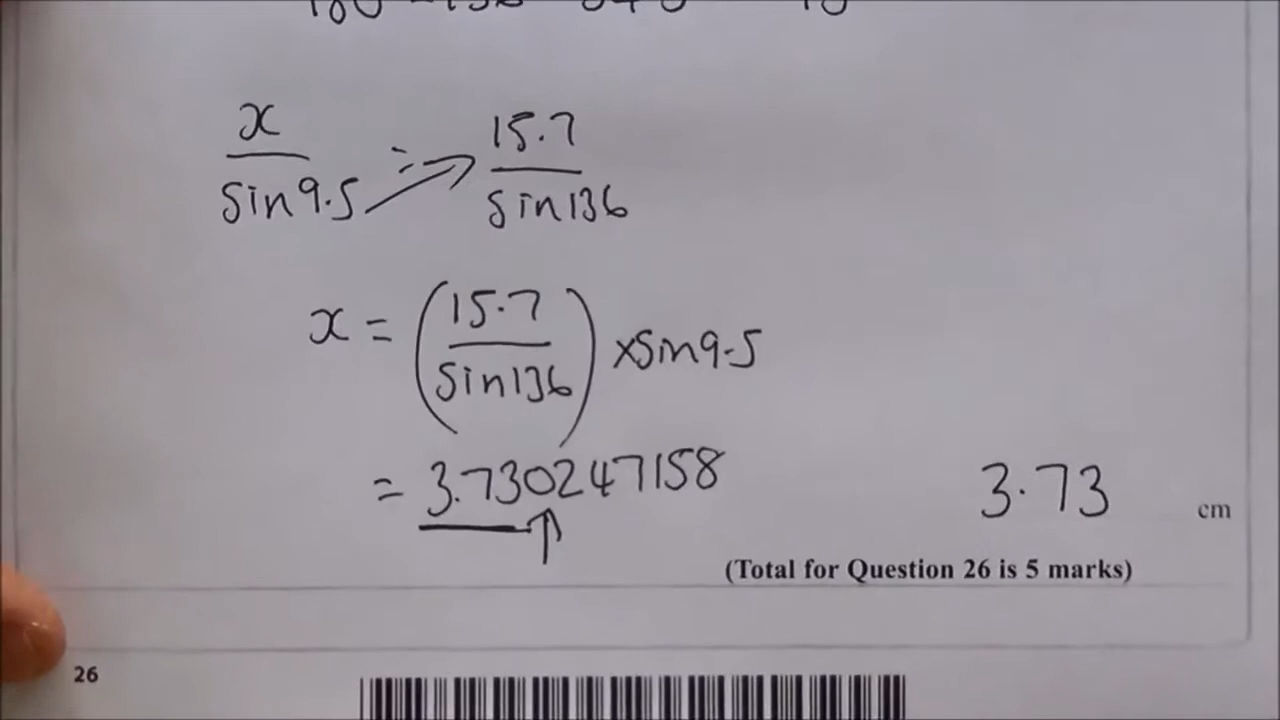 x/sin9.5 = 15.7/sin136
x = (15.7/sin136) ×sin9.5
= 3.730247158
3.73 cm
(Total for Question 26 is 5 marks)
26